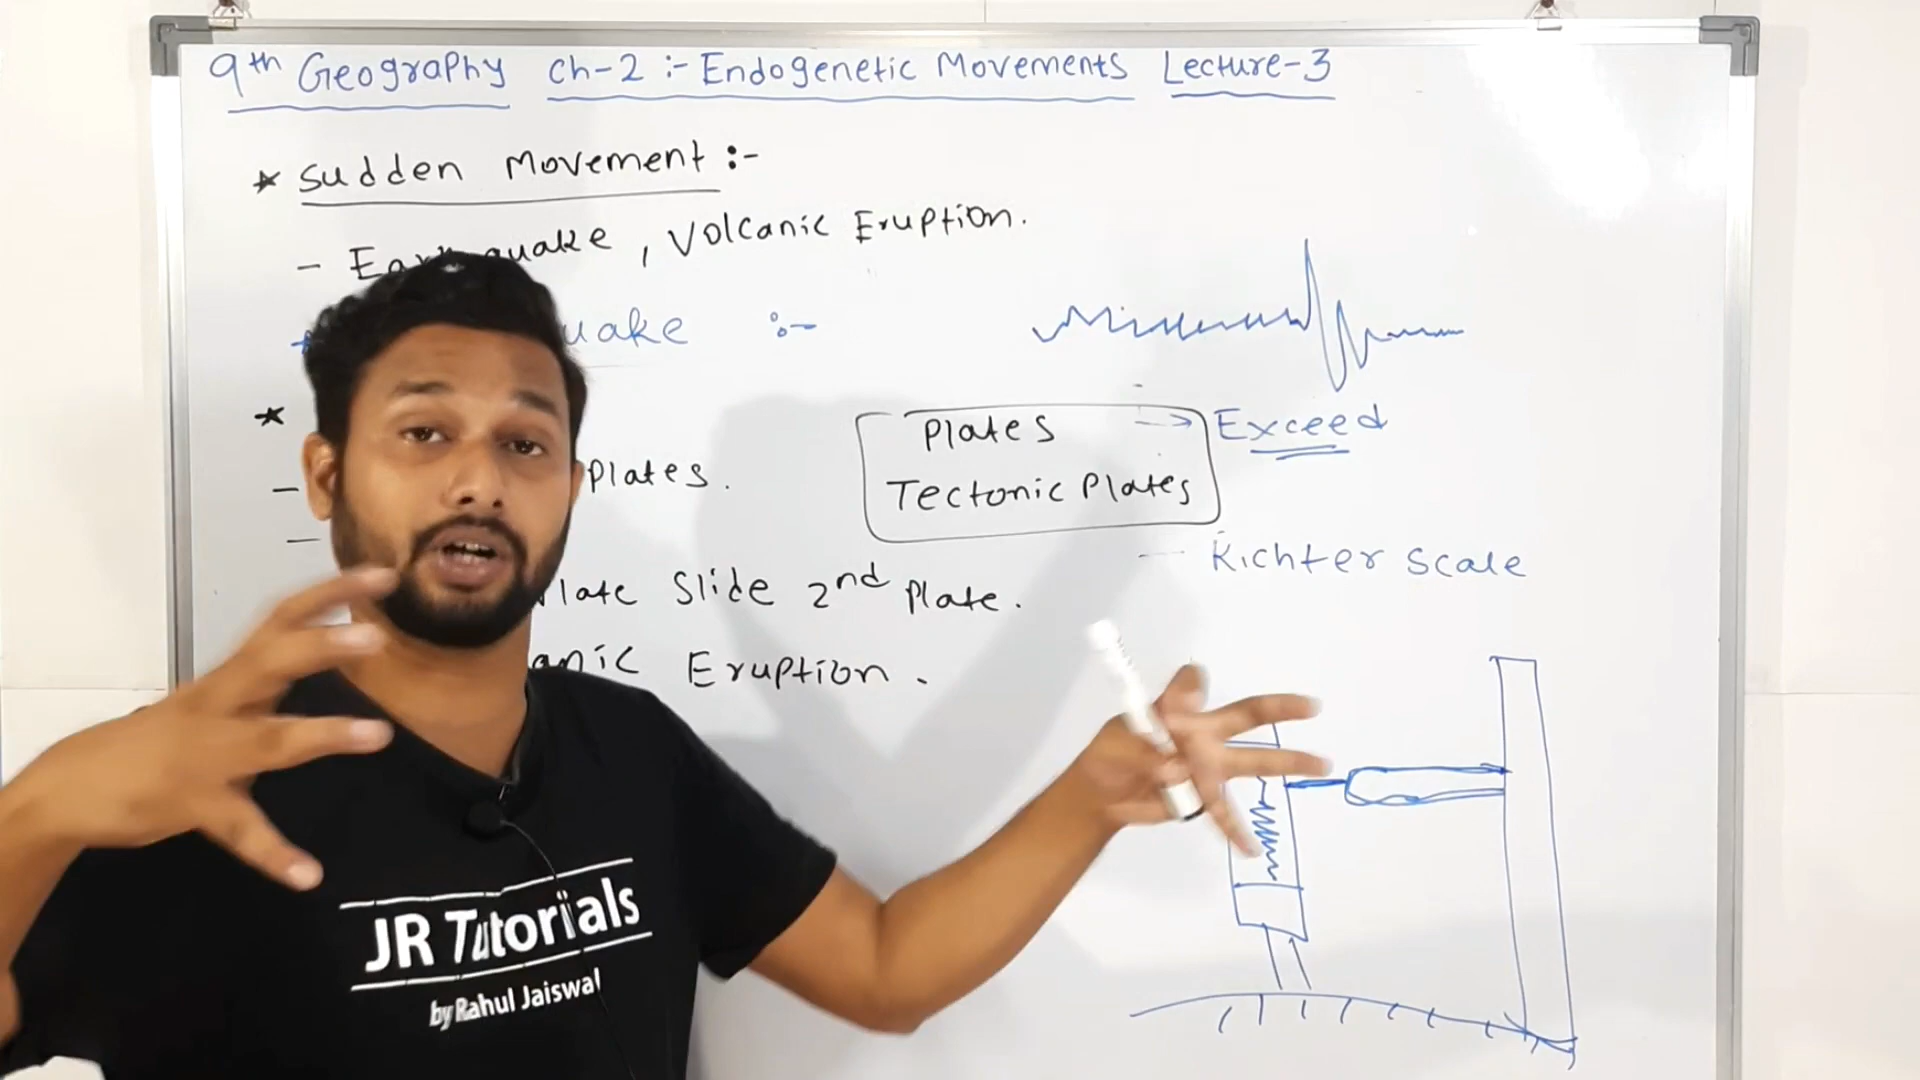 9th Geography ch-2 :- Endogenetic Movements Lecture-3
* Sudden Movement :-
- Earthquake , Volcanic Eruption.
uake :-
*
Plates → Exceed
- Plates.
Tectonic Plates
- Richter scale
late Slide 2nd Plate.
anic Eruption.
JR Tutorials
by Rahul Jaiswal